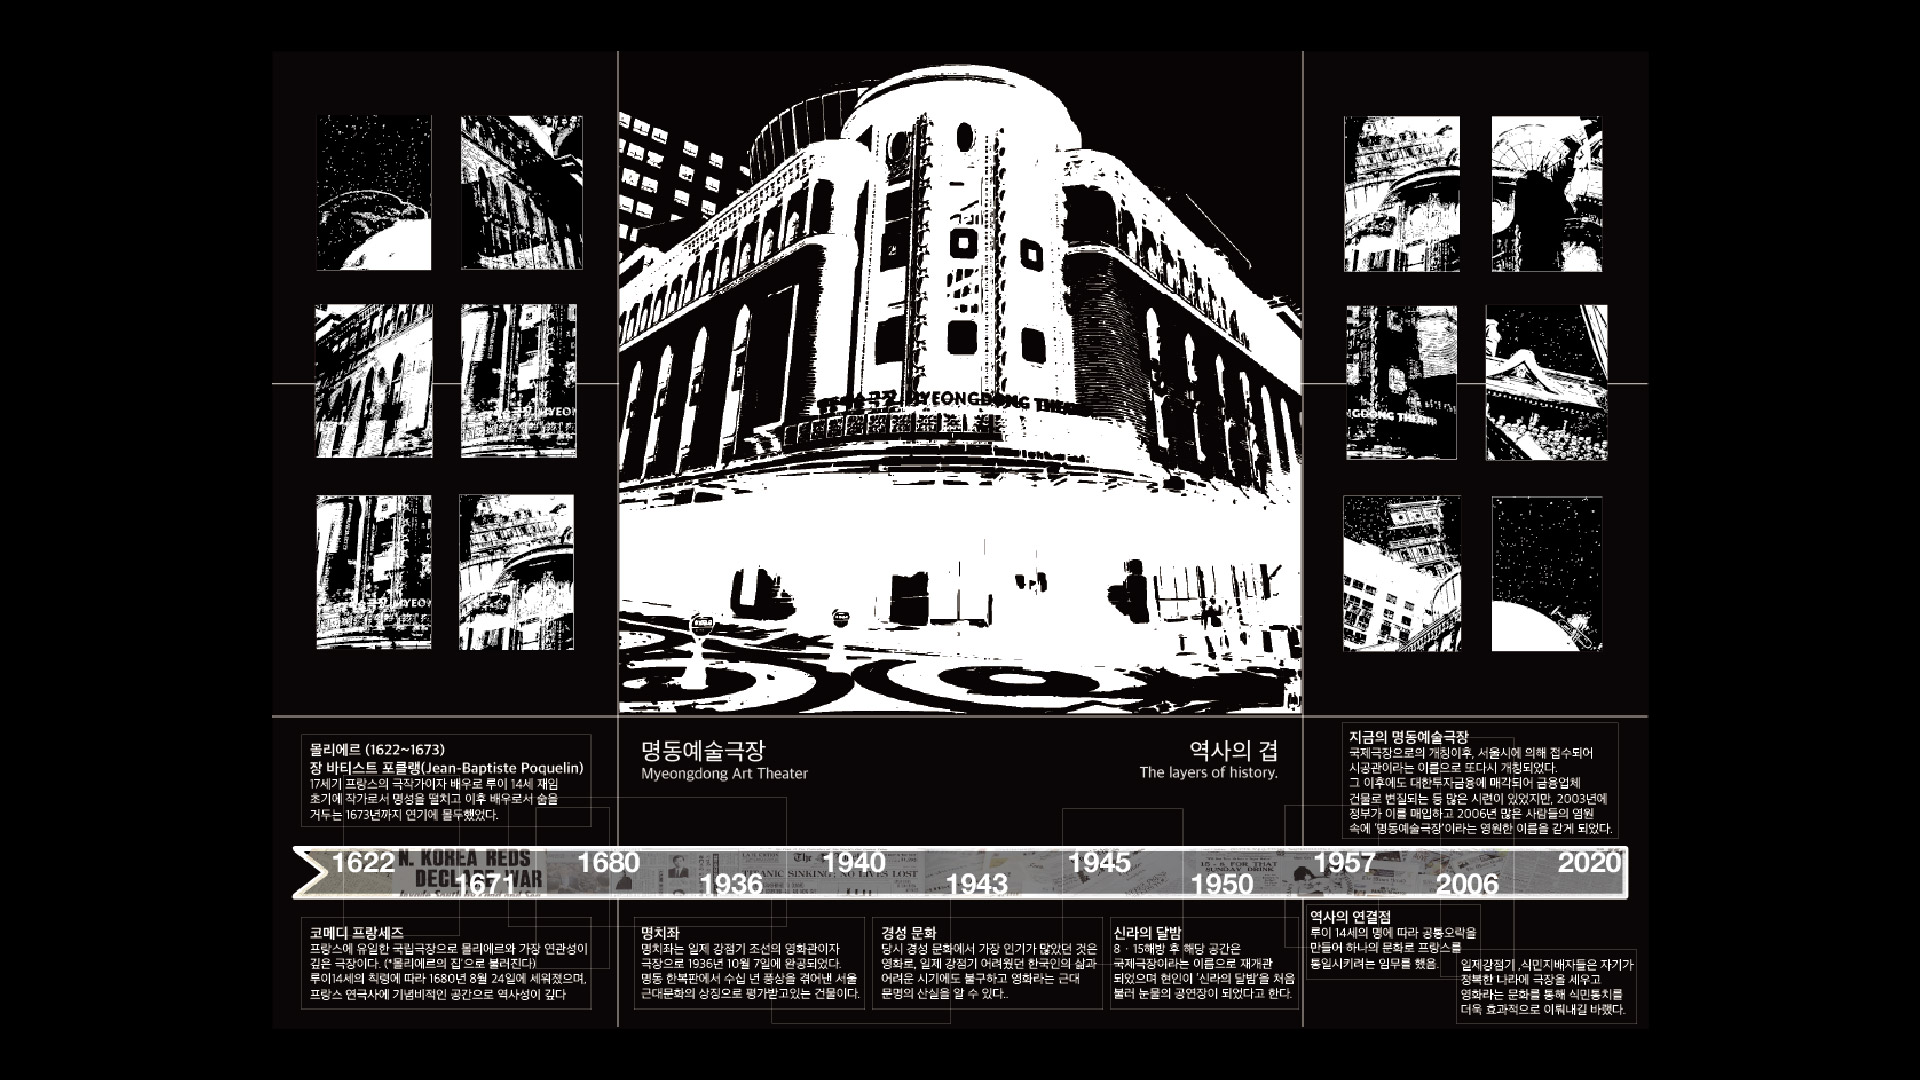 MYEONGDONG THEA
MYEO
NGDONG THEATER
MYEO
몰리에르 (1622~1673)
장 바티스트 포클랭(Jean-Baptiste Poquelin)
17세기 프랑스의 극작가이자 배우로 루이 14세 재임
초기에 작가로서 명성을 떨치고 이후 배우로서 숨을
거두는 1673년까지 연기에 몰두했었다.
명동예술극장
Myeongdong Art Theater
역사의 겹
The layers of history.
지금의 명동예술극장
국제극장으로의 개칭이후, 서울시에 의해 접수되어
시공관이라는 이름으로 또다시 개칭되었다.
그 이후에도 대한투자금융에 매각되어 금융업체
건물로 변질되는 등 많은 시련이 있었지만, 2003년에
정부가 이를 매입하고 2006년 많은 사람들의 염원
속에 '명동예술극장'이라는 영원한 이름을 갖게 되었다.
1622
1671
1680
1936
1940
1943
1945
1950
1957
2006
2020
N. KOREA REDS
DECLARE WAR
TITANIC SINKING; NO LIVES LOST
15 - 6 FOR THAT
SUNDAY DRINK
코메디 프랑세즈
프랑스에 유일한 국립극장으로 몰리에르와 가장 연관성이
깊은 극장이다. ('몰리에르의 집'으로 불러진다)
루이14세의 칙령에 따라 1680년 8월 24일에 세워졌으며,
프랑스 연극사에 기념비적인 공간으로 역사성이 깊다
명치좌
명치좌는 일제 강점기 조선의 영화관이자
극장으로 1936년 10월 7일에 완공되었다.
명동 한복판에서 수십 년 풍상을 겪어낸 서울
근대문화의 상징으로 평가받고있는 건물이다.
경성 문화
당시 경성 문화에서 가장 인기가 많았던 것은
영화로, 일제 강점기 어려웠던 한국인의 삶과
어려운 시기에도 불구하고 영화라는 근대
문명의 산실을 알 수 있다..
신라의 달밤
8 · 15해방 후 해당 공간은
국제극장이라는 이름으로 재개관
되었으며 현인이 '신라의 달밤'을 처음
불러 눈물의 공연장이 되었다고 한다.
역사의 연결점
루이 14세의 명에 따라 공통오락을
만들어 하나의 문화로 프랑스를
통일시키려는 임무를 했음.
일제강점기 ,식민지배자들은 자기가
정복한 나라에 극장을 세우고
영화라는 문화를 통해 식민통치를
더욱 효과적으로 이뤄내길 바랬다.